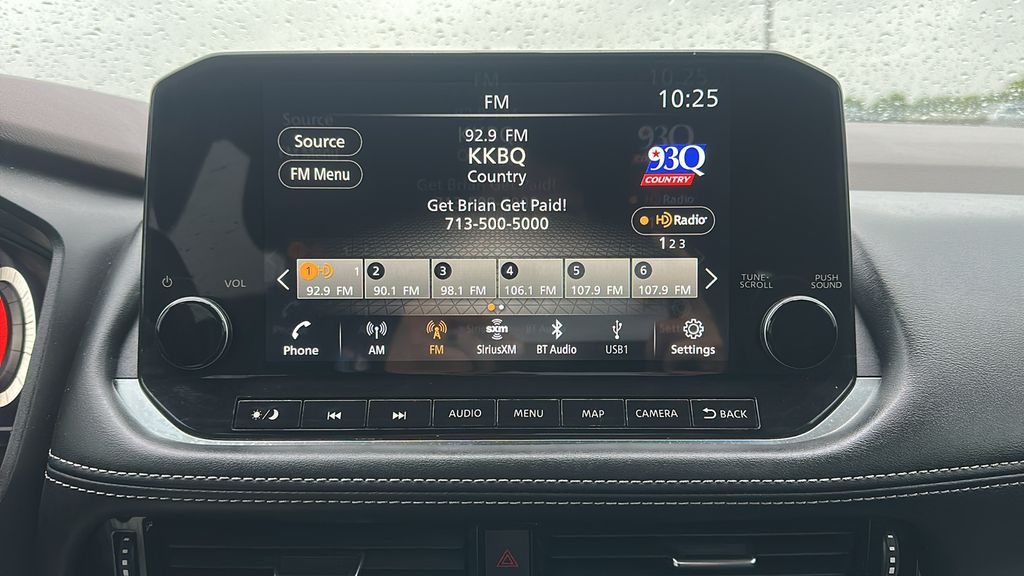 FM
10:25
Source
FM Menu
92.9 FM
KKBQ
Country
93Q
COUNTRY
Get Brian Get Paid!
713-500-5000
HD Radio
1 2 3
1 HD 1
92.9 FM
2
90.1 FM
3
98.1 FM
4
106.1 FM
5
107.9 FM
6
107.9 FM
VOL
TUNE-SCROLL
PUSH SOUND
Phone
AM
FM
sxm
SiriusXM
BT Audio
USB1
Settings
AUDIO
MENU
MAP
CAMERA
BACK